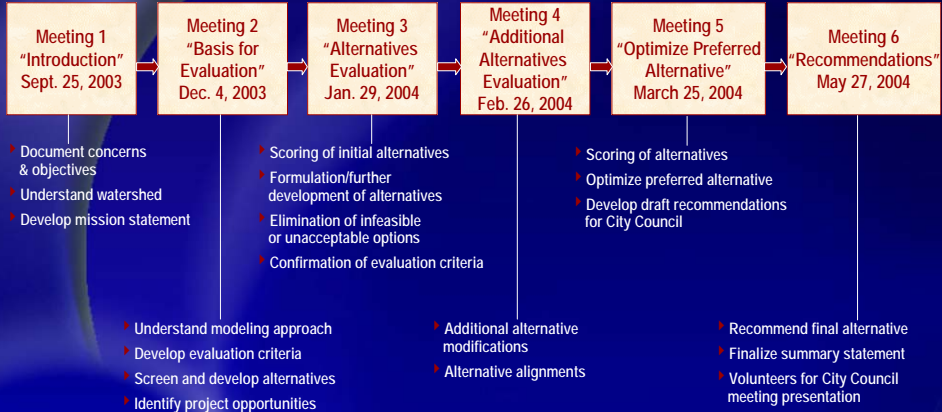 Meeting 1
“Introduction”
Sept. 25, 2003
Meeting 2
“Basis for
Evaluation”
Dec. 4, 2003
Meeting 3
“Alternatives
Evaluation”
Jan. 29, 2004
Meeting 4
“Additional
Alternatives
Evaluation”
Feb. 26, 2004
Meeting 5
“Optimize Preferred
Alternative”
March 25, 2004
Meeting 6
“Recommendations”
May 27, 2004
Document concerns
& objectives
Understand watershed
Develop mission statement
Scoring of initial alternatives
Formulation/further
development of alternatives
Elimination of infeasible
or unacceptable options
Confirmation of evaluation criteria
Scoring of alternatives
Optimize preferred alternative
Develop draft recommendations
for City Council
Understand modeling approach
Develop evaluation criteria
Screen and develop alternatives
Identify project opportunities
Additional alternative
modifications
Alternative alignments
Recommend final alternative
Finalize summary statement
Volunteers for City Council
meeting presentation